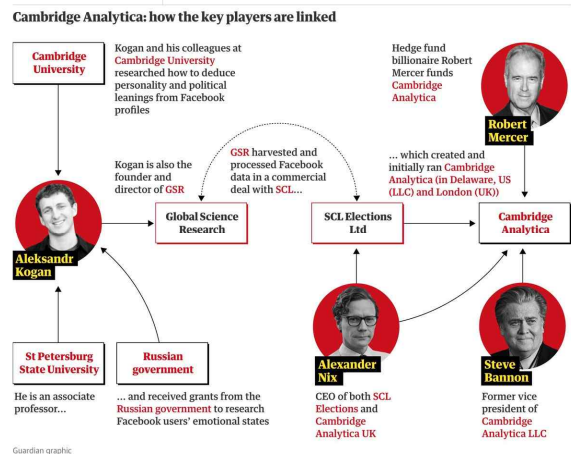 Cambridge Analytica: how the key players are linked
Cambridge
University
Kogan and his colleagues at
Cambridge University
researched how to deduce
personality and political
leanings from Facebook
profiles
Hedge fund
billionaire Robert
Mercer funds
Cambridge
Analytica
Robert
Mercer
Kogan is also the
founder and
director of GSR
GSR harvested and
processed Facebook
data in a commercial
deal with SCL...
... which created and
initially ran Cambridge
Analytica (in Delaware, US
(LLC) and London (UK))
Aleksandr
Kogan
Global Science
Research
SCL Elections
Ltd
Cambridge
Analytica
St Petersburg
State University
Russian
government
Alexander
Nix
Steve
Bannon
He is an associate
professor...
... and received grants from the
Russian government to research
Facebook users' emotional states
CEO of both SCL
Elections and
Cambridge
Analytica UK
Former vice
president of
Cambridge
Analytica LLC
Guardian graphic